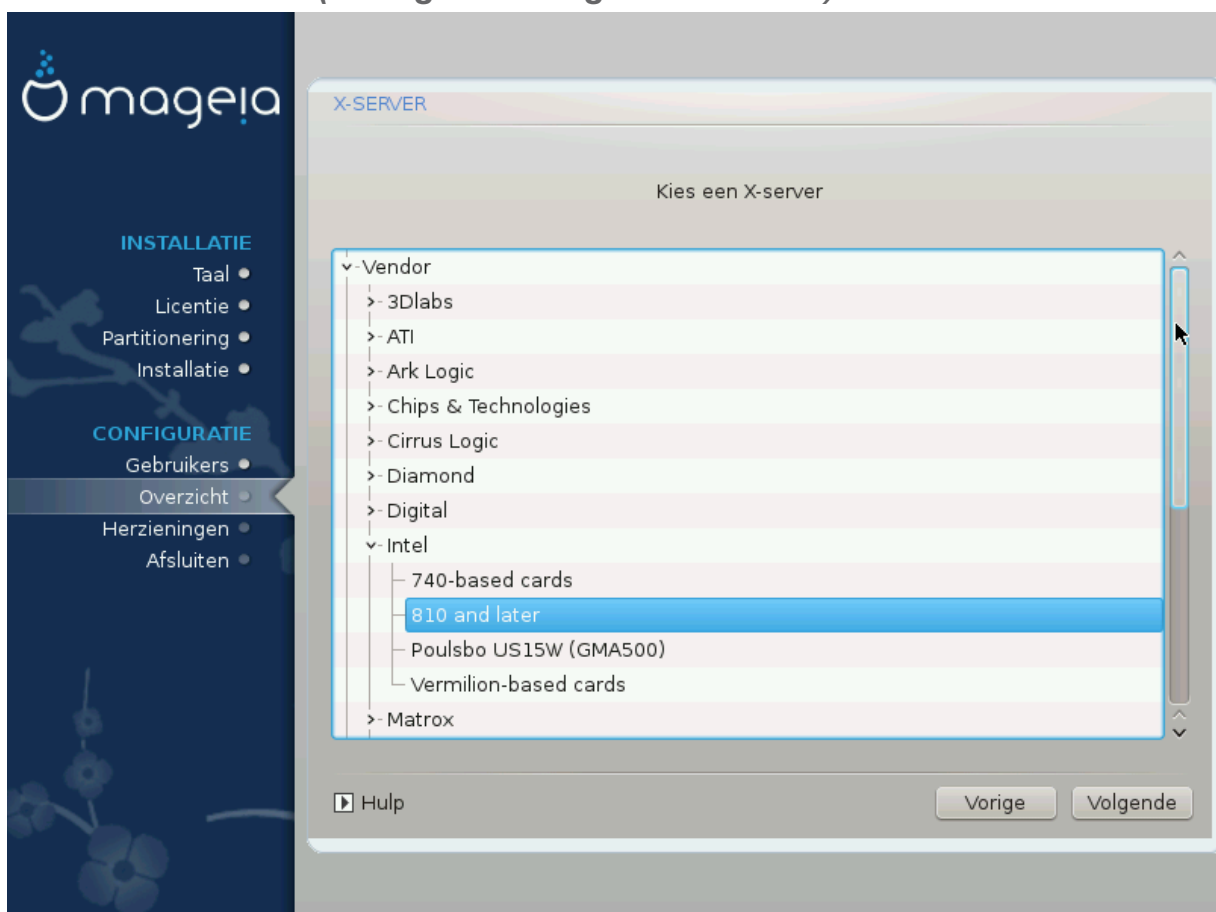 mageia
INSTALLATIE
Taal
Licentie
Partitionering
Installatie
CONFIGURATIE
Gebruikers
Overzicht
Herzieningen
Afsluiten
X-SERVER
Kies een X-server
Vendor
3Dlabs
ATI
Ark Logic
Chips & Technologies
Cirrus Logic
Diamond
Digital
Intel
740-based cards
810 and later
Poulsbo US15W (GMA500)
Vermilion-based cards
Matrox
Hulp
Vorige
Volgende